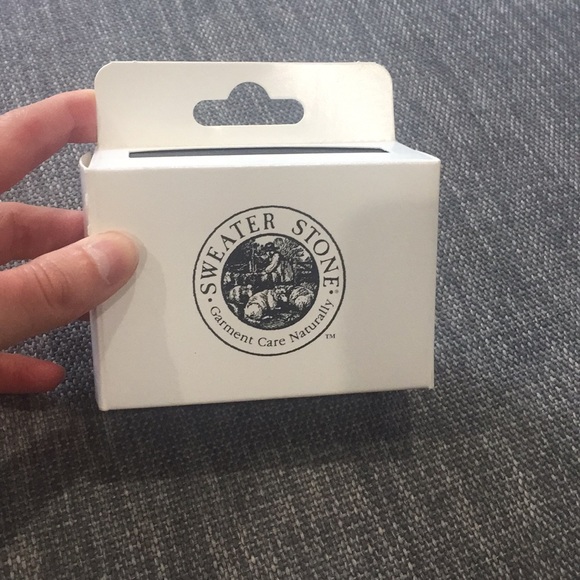 SWEATER STONE
Garment Care Naturally
™